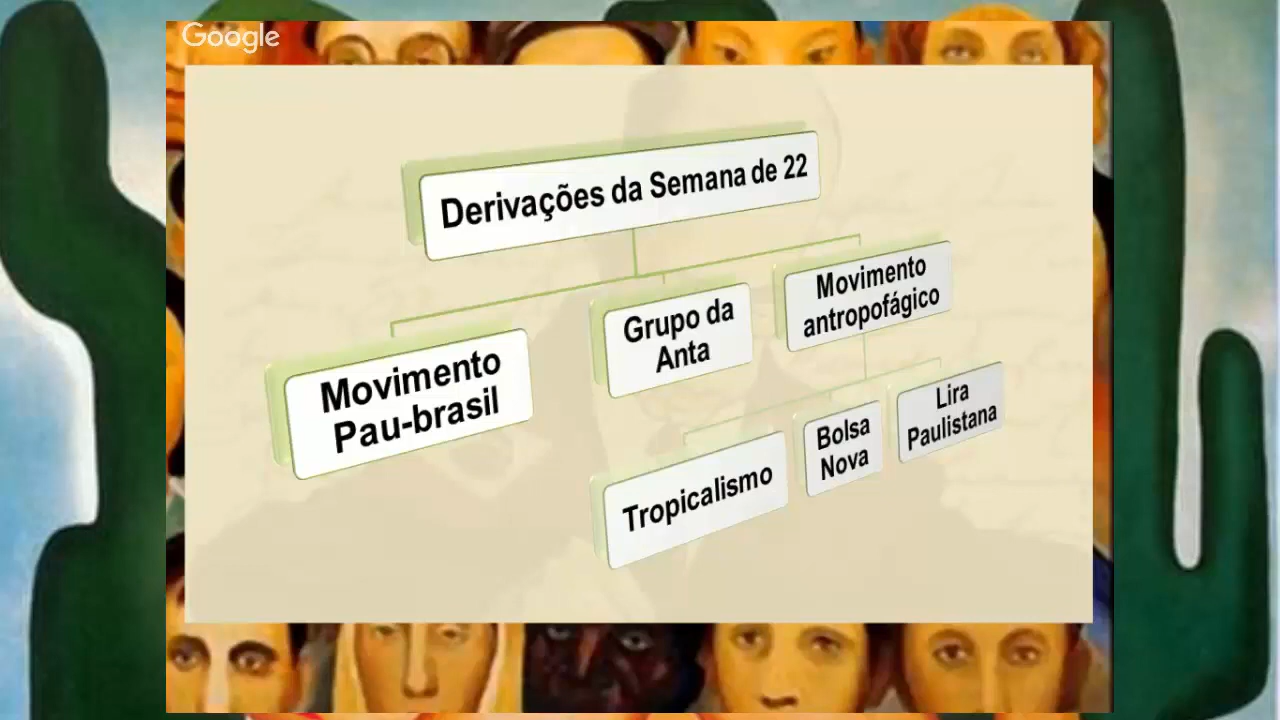 Google
Derivações da Semana de 22
Movimento
Pau-brasil
Grupo da
Anta
Movimento
antropofágico
Tropicalismo
Bolsa
Nova
Lira
Paulistana